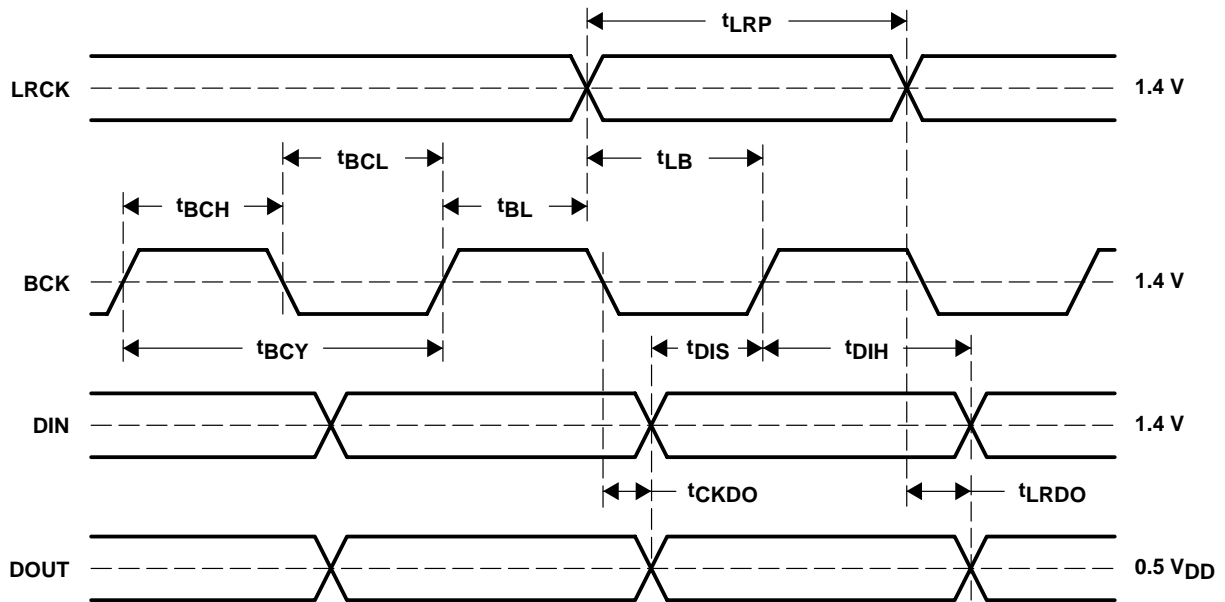 tLRP
LRCK
1.4 V
tBCL
tLB
tBCH
tBL
BCK
1.4 V
tBCY
tDIS
tDIH
DIN
1.4 V
tCKDO
tLRDO
DOUT
0.5 VDD